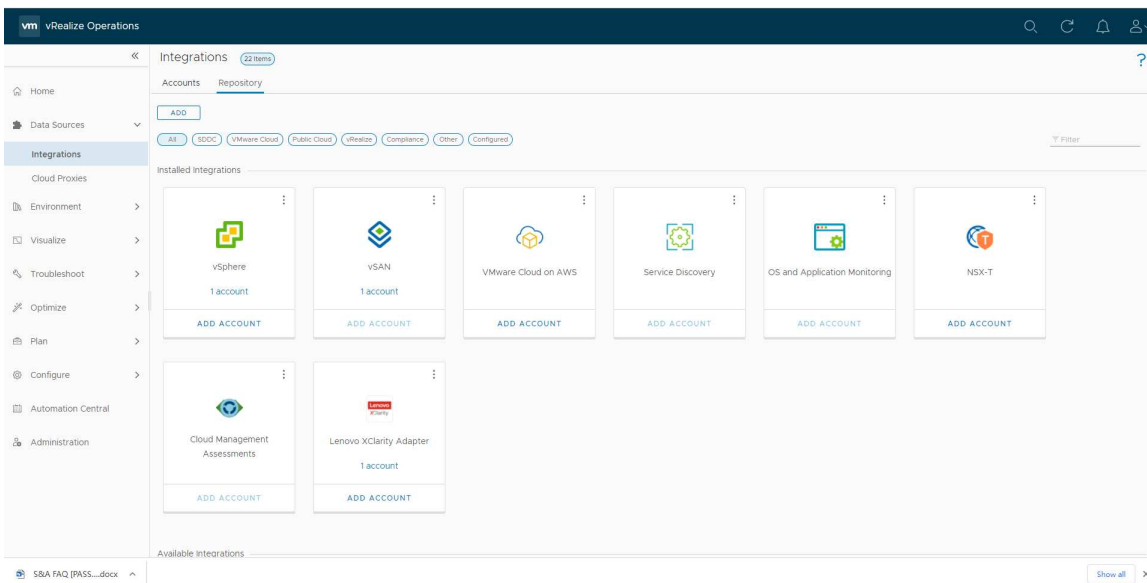 vm vRealize Operations
Integrations 22 Items
?
Accounts Repository
Home
ADD
Data Sources
All SDDC VMware Cloud Public Cloud vRealize Compliance Other Configured
Filter
Integrations
Installed Integrations
Cloud Proxies
Environment
Visualize
Troubleshoot
Optimize
Plan
Configure
Automation Central
Administration
vSphere
1 account
ADD ACCOUNT
vSAN
1 account
ADD ACCOUNT
VMware Cloud on AWS
ADD ACCOUNT
Service Discovery
ADD ACCOUNT
OS and Application Monitoring
ADD ACCOUNT
T
NSX-T
ADD ACCOUNT
Cloud Management
Assessments
ADD ACCOUNT
Lenovo
XClarity
Lenovo XClarity Adapter
1 account
ADD ACCOUNT
Available Integrations
S&A FAQ [PASS....docx
Show all